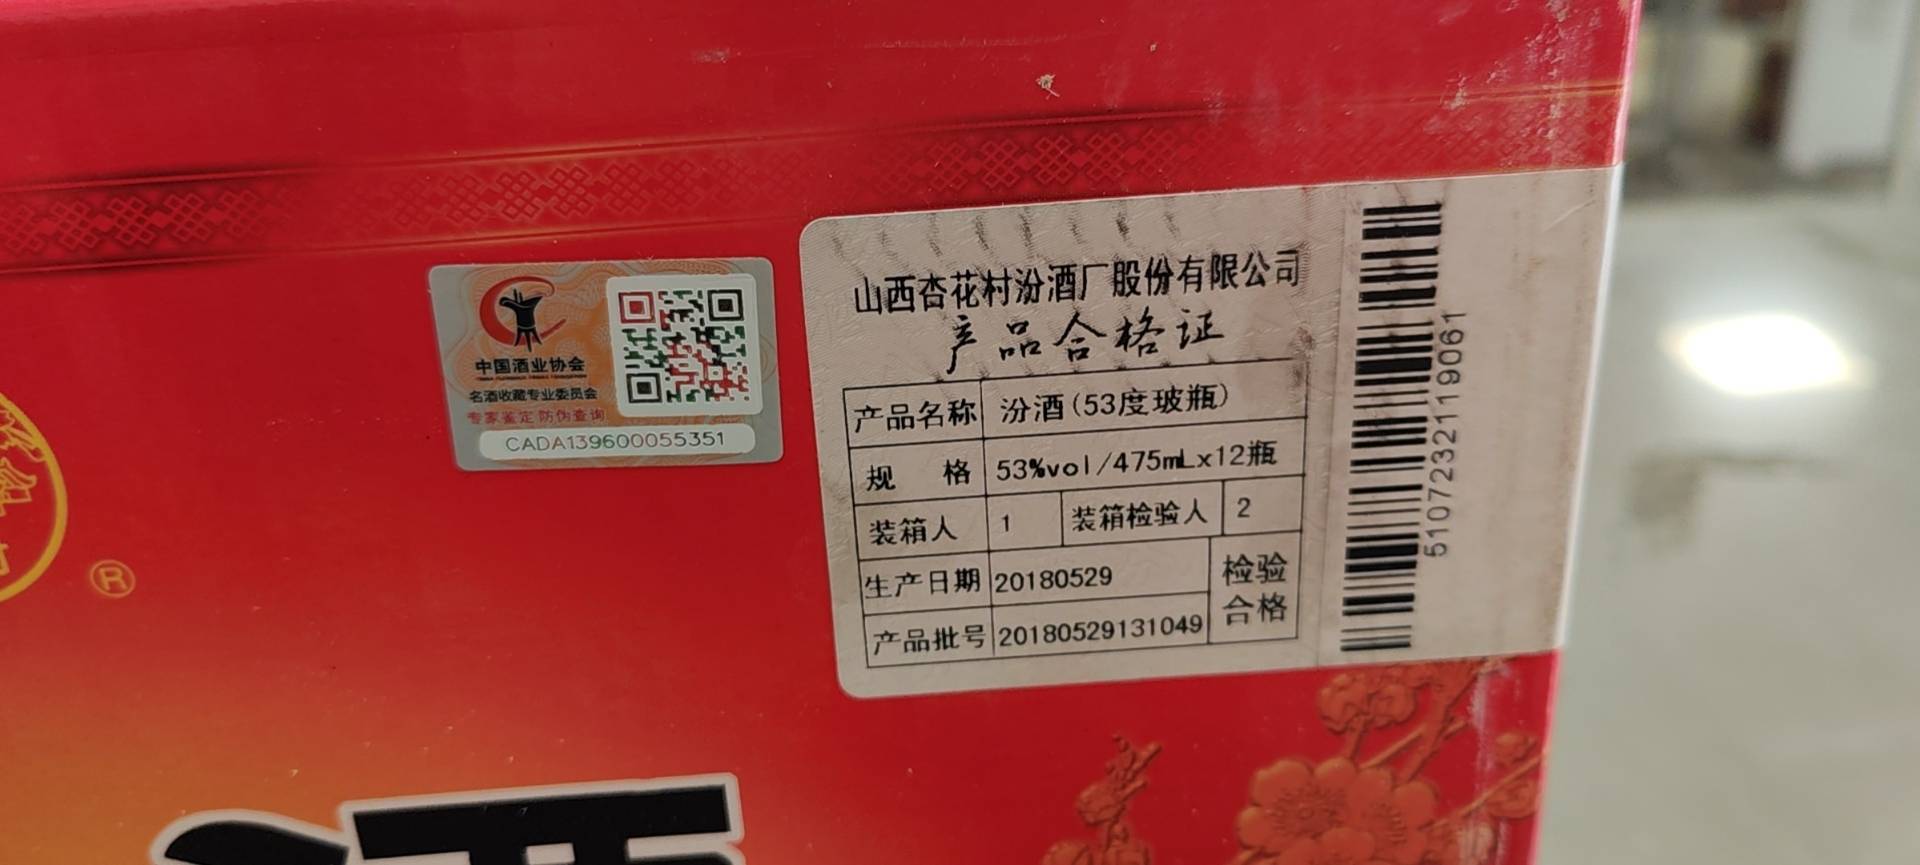 中国酒业协会
名酒收藏专业委员会
专家鉴定 防伪查询
CADA139600055351
山西杏花村汾酒厂股份有限公司
产品合格证
产品名称 汾酒(53度玻瓶)
规 格 53%vol/475mLx12瓶
装箱人 1 装箱检验人 2
生产日期 20180529
产品批号 20180529131049
检验
合格
5107232119061
®